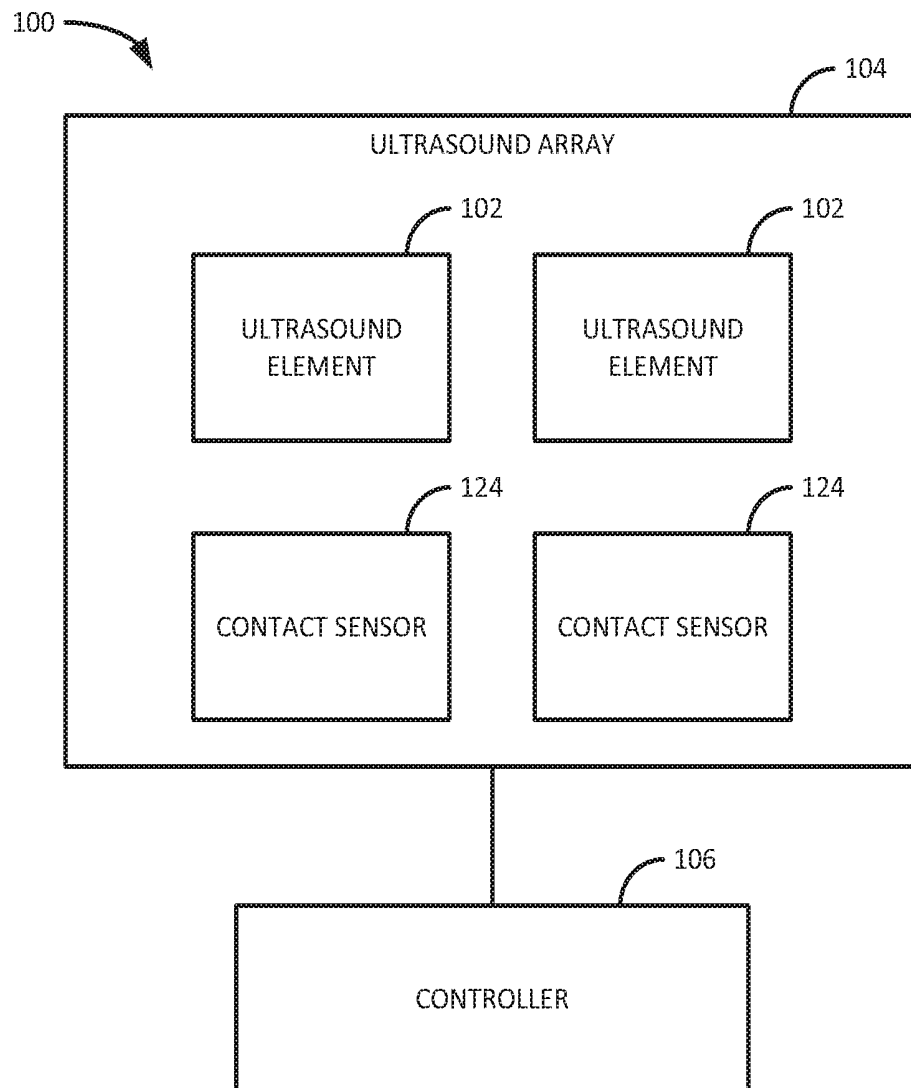 100
104
ULTRASOUND ARRAY
102
102
ULTRASOUND
ELEMENT
ULTRASOUND
ELEMENT
124
124
CONTACT SENSOR
CONTACT SENSOR
106
CONTROLLER